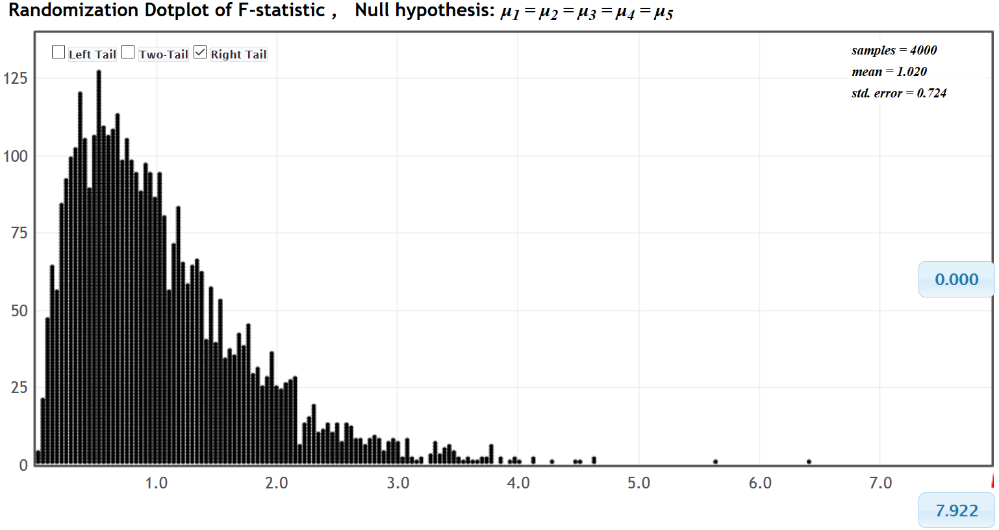 Randomization Dotplot of F-statistic ,   Null hypothesis: μ1 = μ2 = μ3 = μ4 = μ5
Left Tail Two-Tail Right Tail
samples = 4000
mean = 1.020
std. error = 0.724
125
100
75
50
25
0
0.000
1.0 2.0 3.0 4.0 5.0 6.0 7.0
7.922